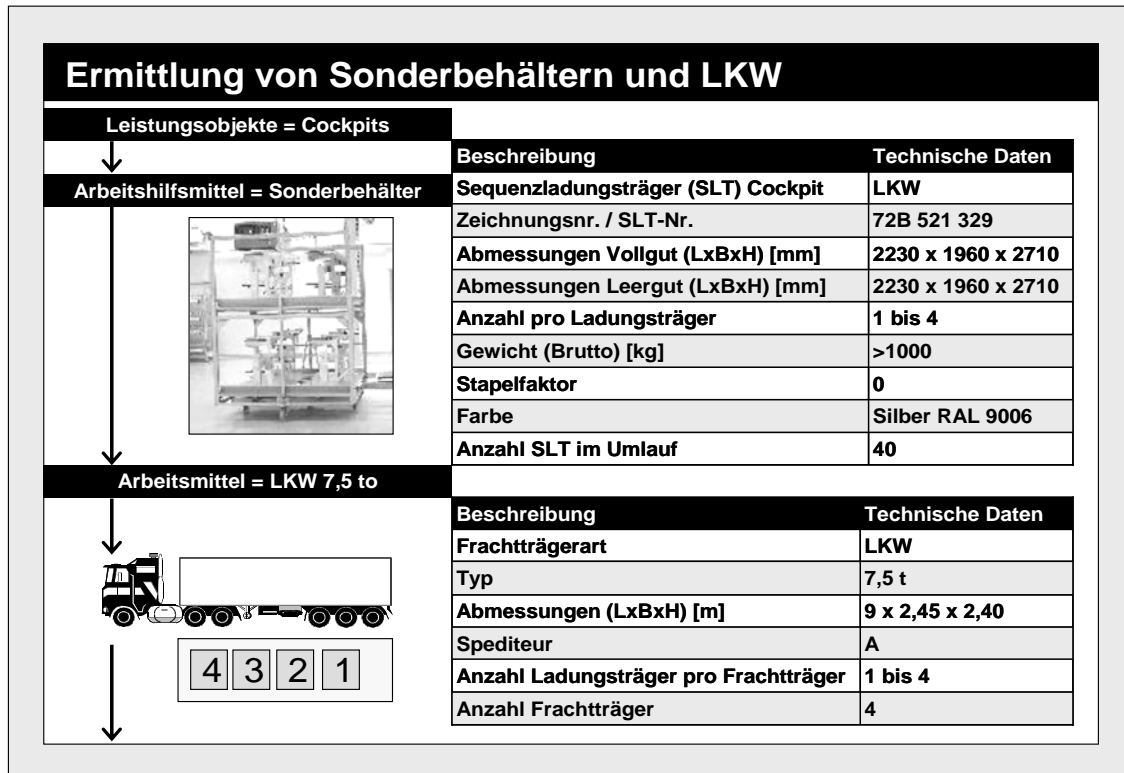 Ermittlung von Sonderbehältern und LKW
Leistungsobjekte = Cockpits
Arbeitshilfsmittel = Sonderbehälter
Beschreibung Technische Daten
Sequenzladungsträger (SLT) Cockpit LKW
Zeichnungsnr. / SLT-Nr. 72B 521 329
Abmessungen Vollgut (LxBxH) [mm] 2230 x 1960 x 2710
Abmessungen Leergut (LxBxH) [mm] 2230 x 1960 x 2710
Anzahl pro Ladungsträger 1 bis 4
Gewicht (Brutto) [kg] >1000
Stapelfaktor 0
Farbe Silber RAL 9006
Anzahl SLT im Umlauf 40
Arbeitsmittel = LKW 7,5 to
Beschreibung Technische Daten
Frachtträgerart LKW
Typ 7,5 t
Abmessungen (LxBxH) [m] 9 x 2,45 x 2,40
Spediteur A
Anzahl Ladungsträger pro Frachtträger 1 bis 4
Anzahl Frachtträger 4
4 3 2 1